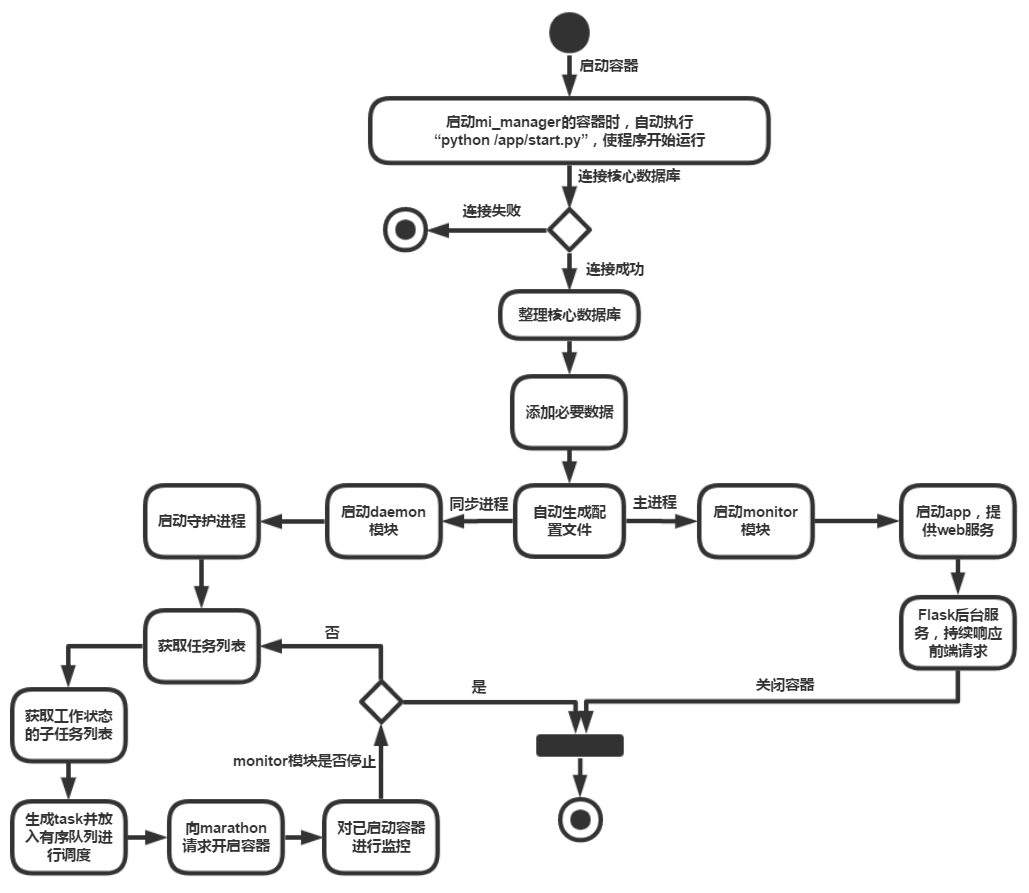 启动容器
启动mi_manager的容器时，自动执行
“python /app/start.py”，使程序开始运行
连接核心数据库
连接失败
连接成功
整理核心数据库
添加必要数据
启动守护进程
启动daemon
模块
同步进程
自动生成配
置文件
主进程
启动monitor
模块
启动app，提
供web服务
获取任务列表
否
Flask后台服
务，持续响应
前端请求
是
关闭容器
获取工作状态
的子任务列表
monitor模块是否停止
生成task并放
入有序队列进
行调度
向marathon
请求开启容器
对已启动容器
进行监控